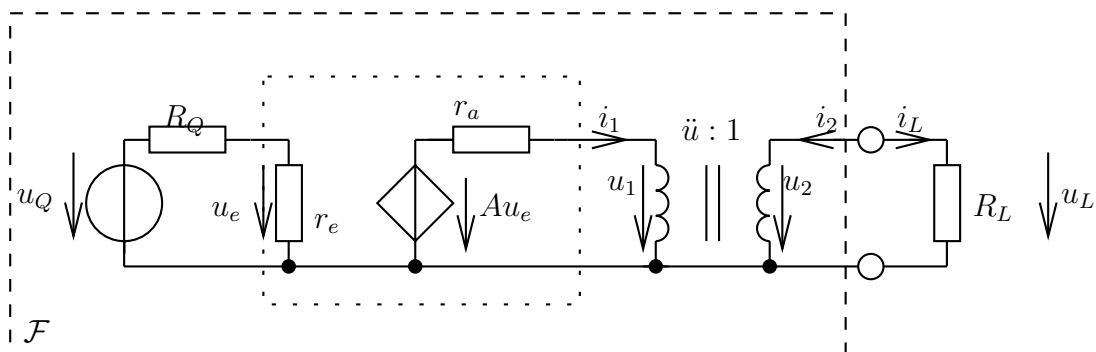 R_Q
r_a
i_1
ü : 1
i_2
i_L
u_Q
u_e
r_e
Au_e
u_1
u_2
R_L
u_L
ℱ